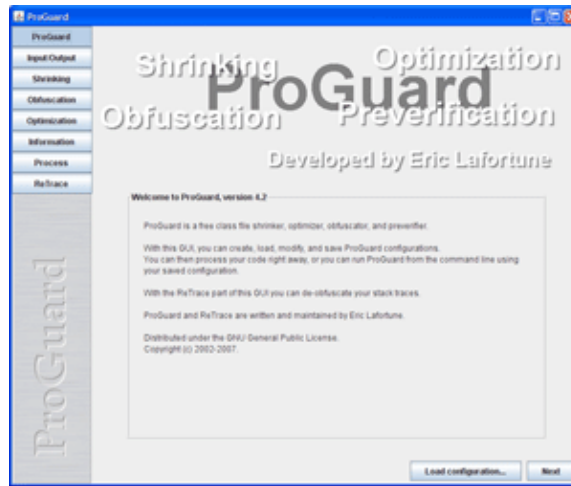 ProGuard
ProGuard
Input/Output
Shrinking
Obfuscation
Optimization
Information
Process
ReTrace
Shrinking
Optimization
ProGuard
Obfuscation
Preverification
Developed by Eric Lafortune
Welcome to ProGuard, version 4.2
ProGuard is a free class file shrinker, optimizer, obfuscator, and preverifier.
With this GUI, you can create, load, modify, and save ProGuard configurations.
You can then process your code right away, or you can run ProGuard from the command line using
your saved configuration.
With the ReTrace part of this GUI you can de-obfuscate your stack traces.
ProGuard and ReTrace are written and maintained by Eric Lafortune.
Distributed under the GNU General Public License.
Copyright (c) 2002-2007.
ProGuard
Load configuration...
Next